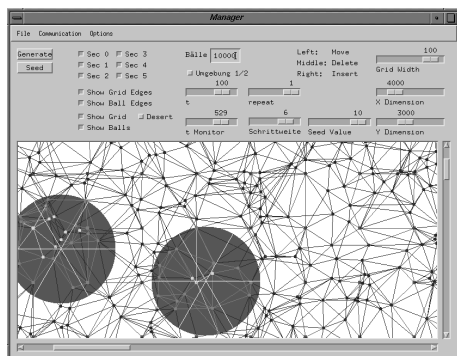 Manager
File Communication Options
Generate
Seed
Sec 0 Sec 3
Sec 1 Sec 4
Sec 2 Sec 5
Show Grid Edges
Show Ball Edges
Show Grid Desert
Show Balls
Bälle 10000
Umgebung 1/2
100
t
1
repeat
529
t Monitor
6
Schrittweite
10
Seed Value
Left: Move
Middle: Delete
Right: Insert
100
Grid Width
4000
X Dimension
3000
Y Dimension